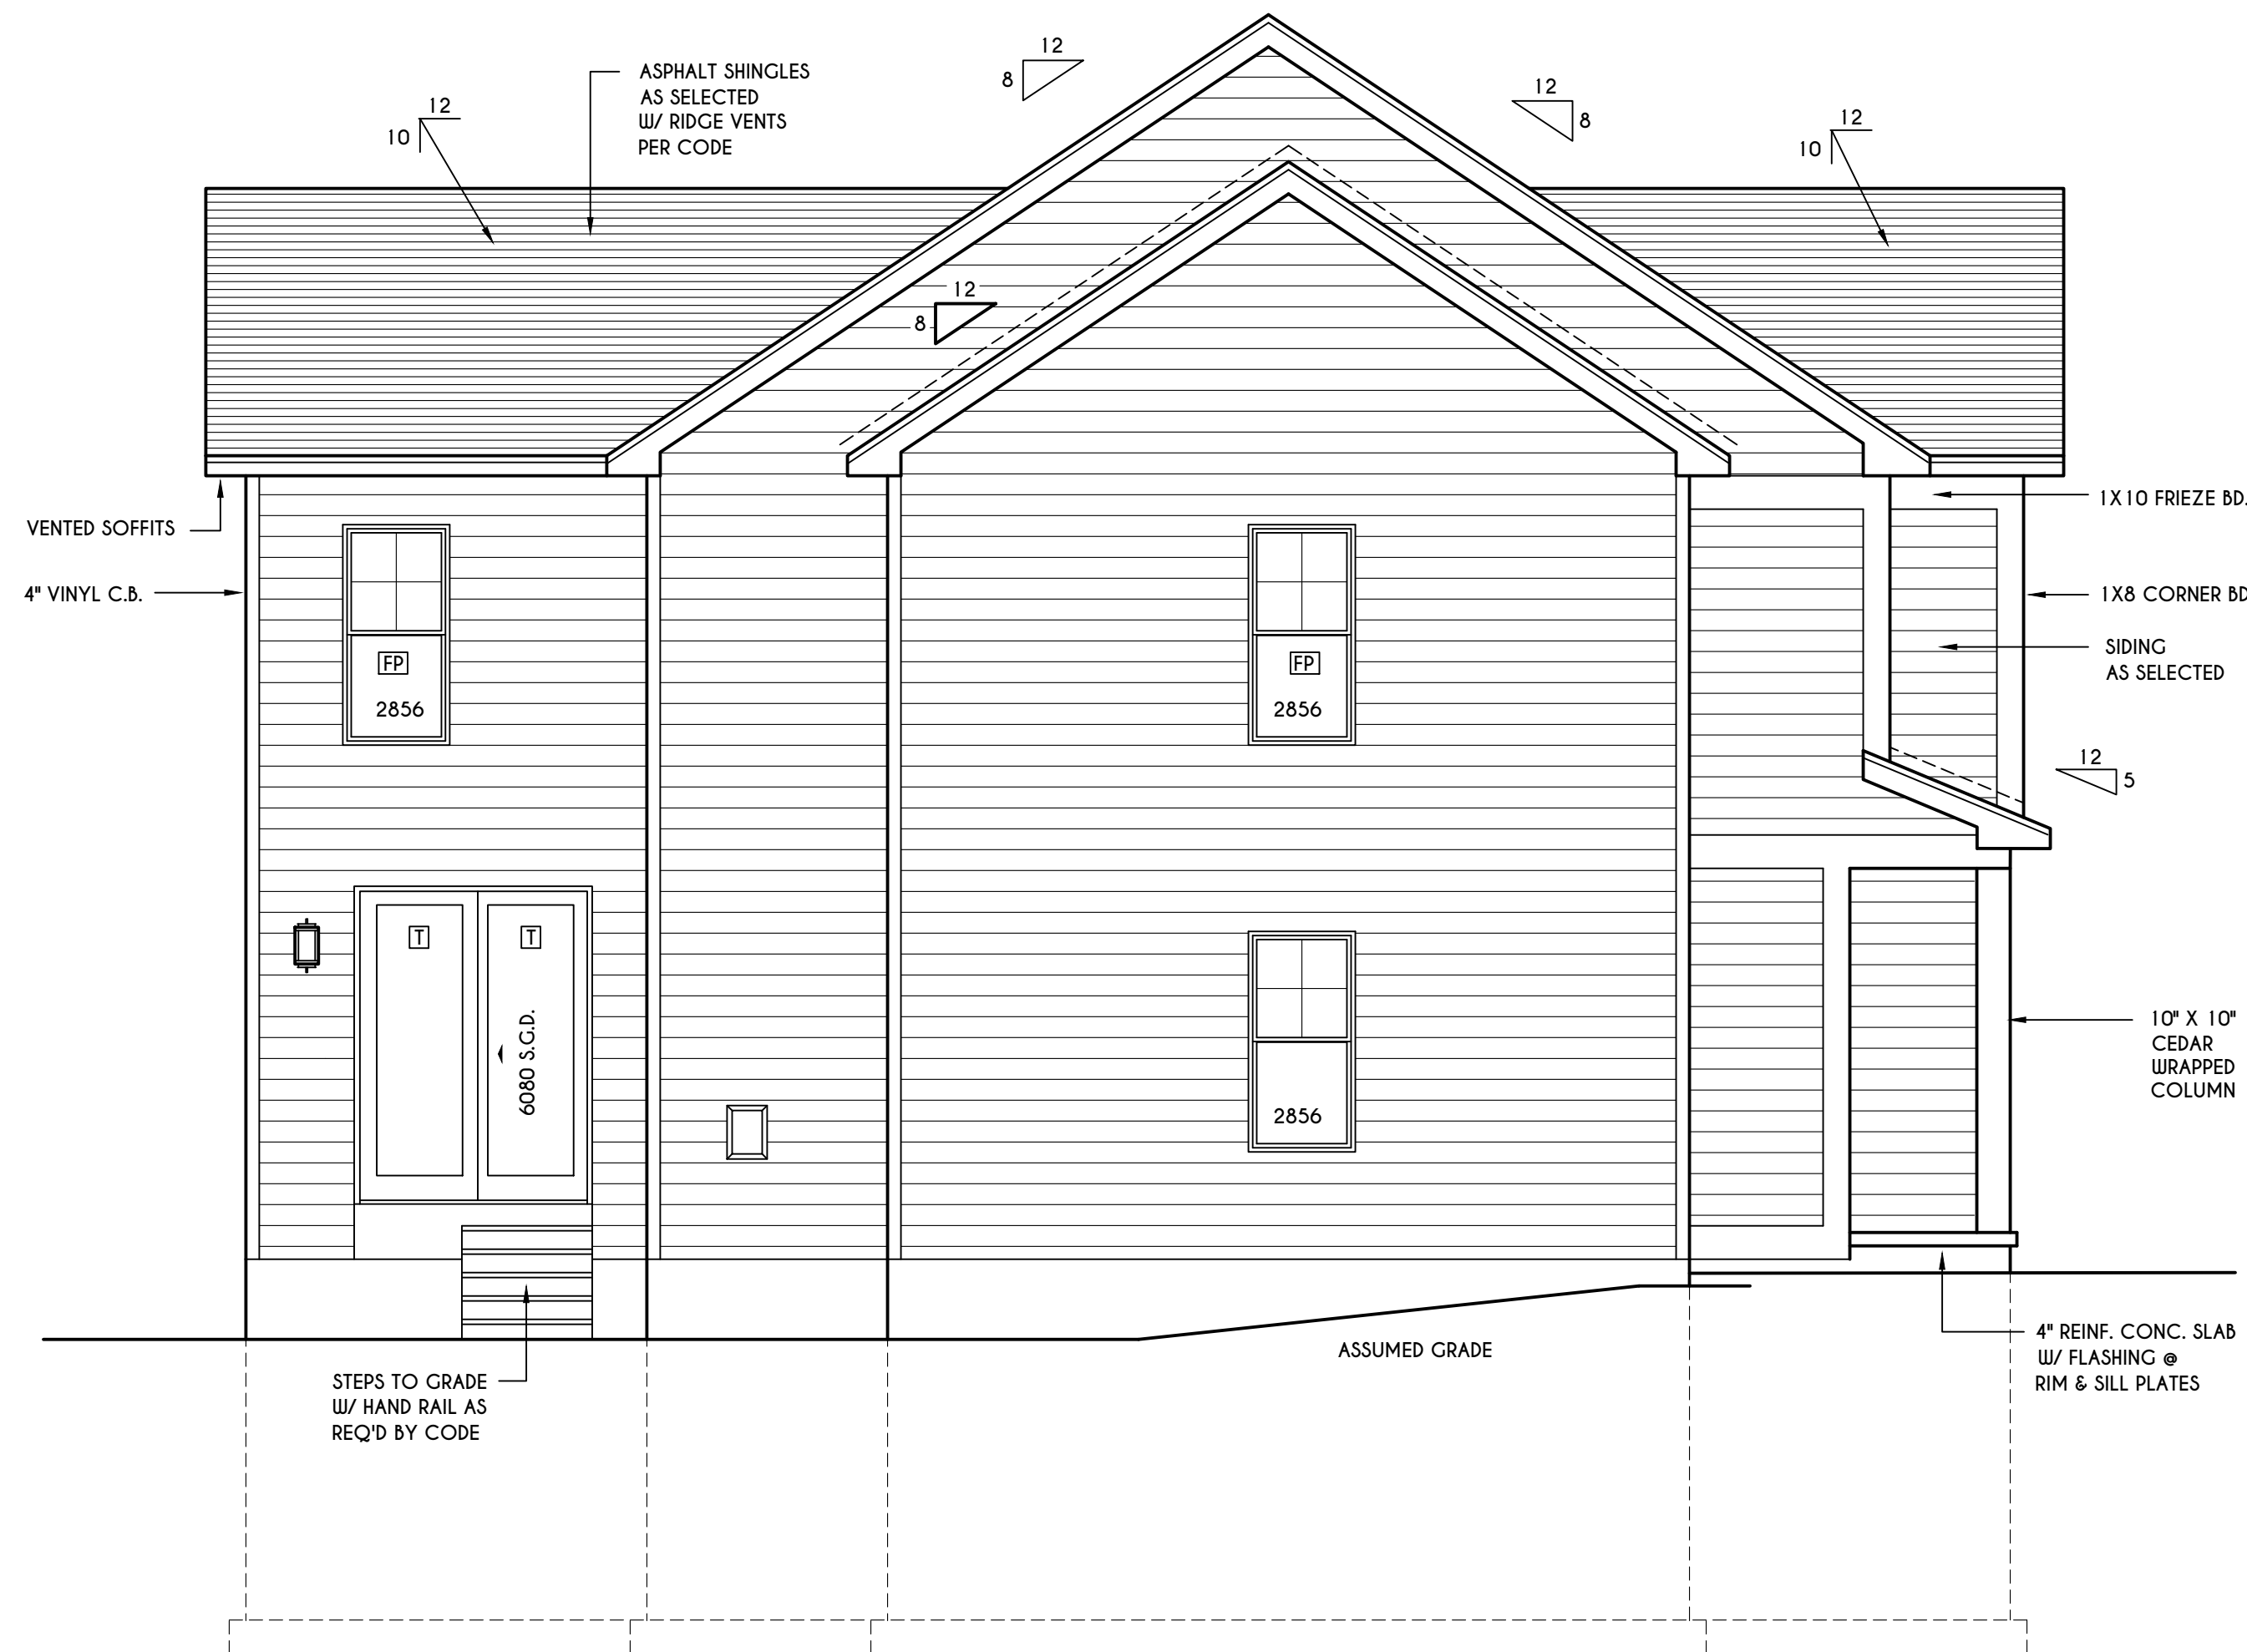 12
8
12
8
ASPHALT SHINGLES
AS SELECTED
W/ RIDGE VENTS
PER CODE
12
10
12
10
12
8
VENTED SOFFITS
1X10 FRIEZE BD.
4" VINYL C.B.
1X8 CORNER BD
SIDING
AS SELECTED
FP
2856
FP
2856
12
5
T
T
6080 S.G.D.
2856
10" X 10"
CEDAR
WRAPPED
COLUMN
ASSUMED GRADE
4" REINF. CONC. SLAB
W/ FLASHING @
RIM & SILL PLATES
STEPS TO GRADE
W/ HAND RAIL AS
REQ'D BY CODE